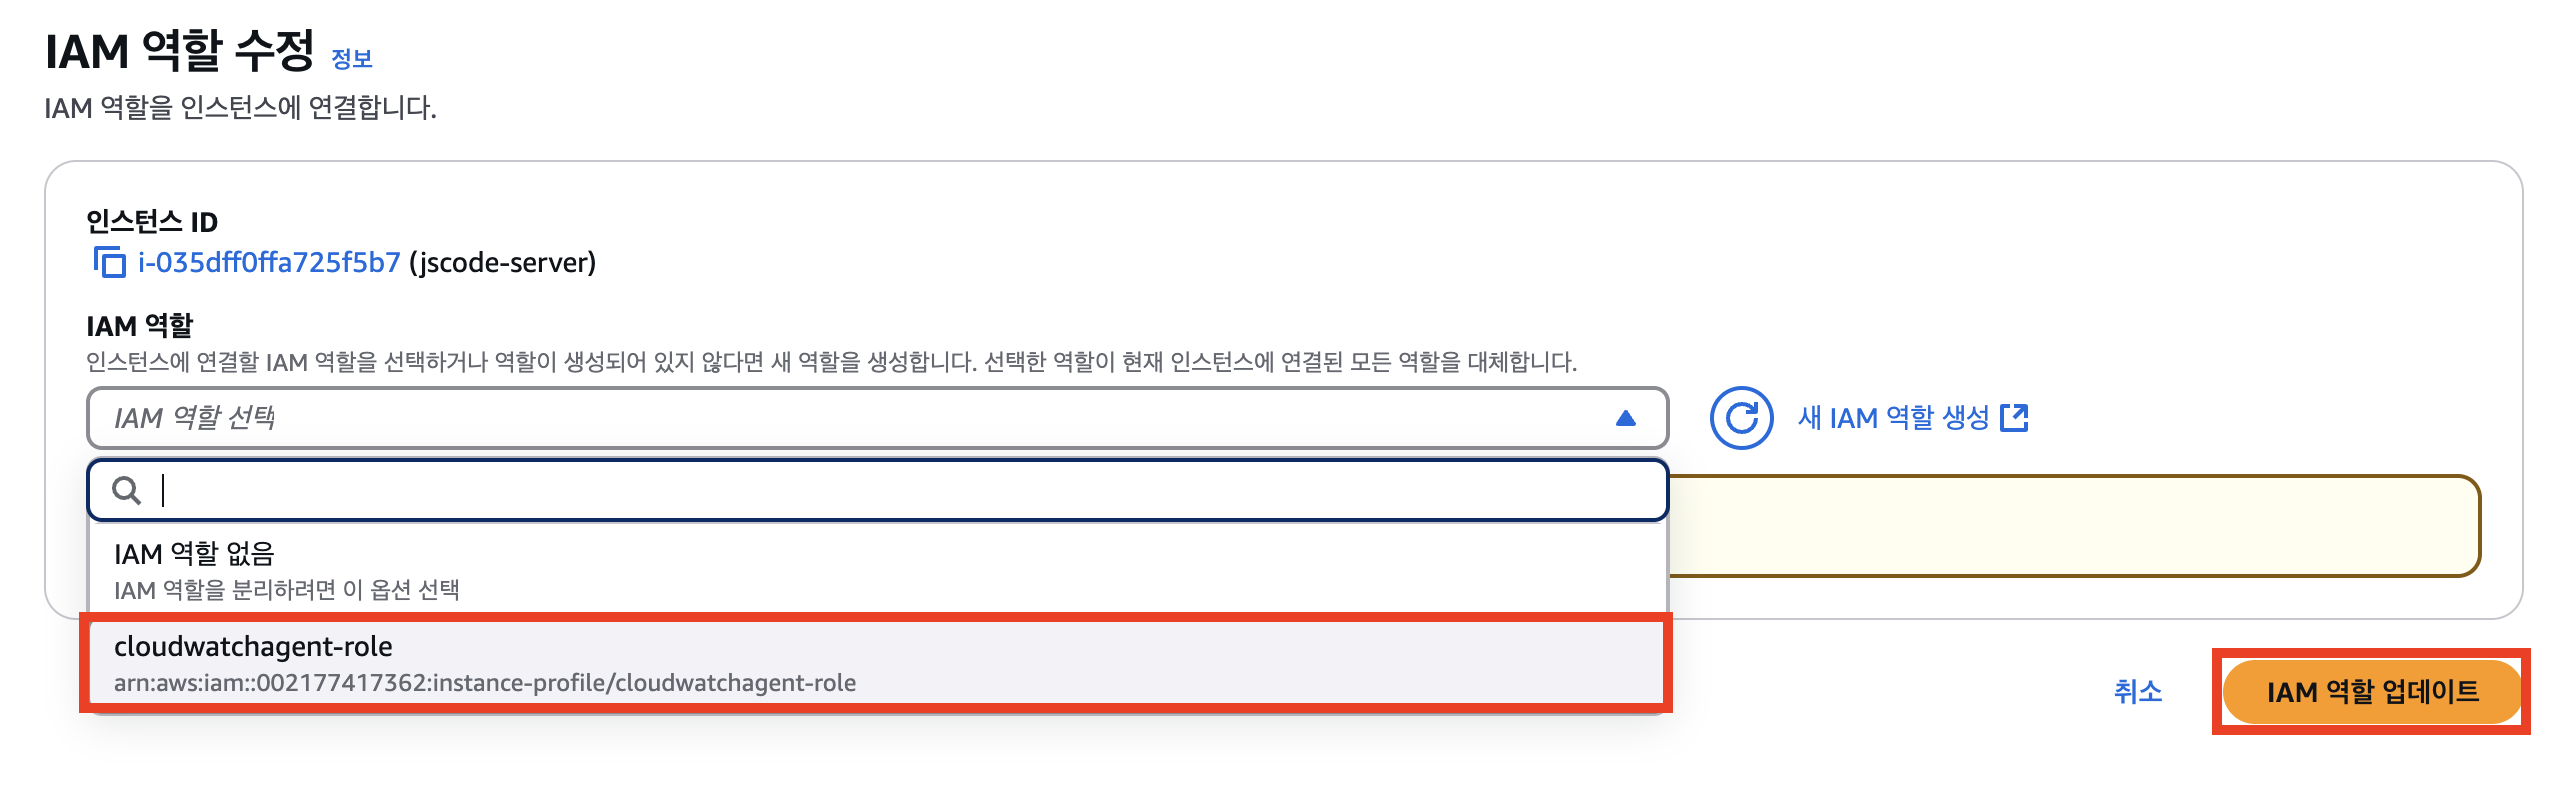 IAM 역할 수정 정보
IAM 역할을 인스턴스에 연결합니다.
인스턴스 ID
i-035dff0ffa725f5b7 (jscode-server)
IAM 역할
인스턴스에 연결할 IAM 역할을 선택하거나 역할이 생성되어 있지 않다면 새 역할을 생성합니다. 선택한 역할이 현재 인스턴스에 연결된 모든 역할을 대체합니다.
IAM 역할 선택
새 IAM 역할 생성
IAM 역할 없음
IAM 역할을 분리하려면 이 옵션 선택
cloudwatchagent-role
arn:aws:iam::002177417362:instance-profile/cloudwatchagent-role
취소
IAM 역할 업데이트